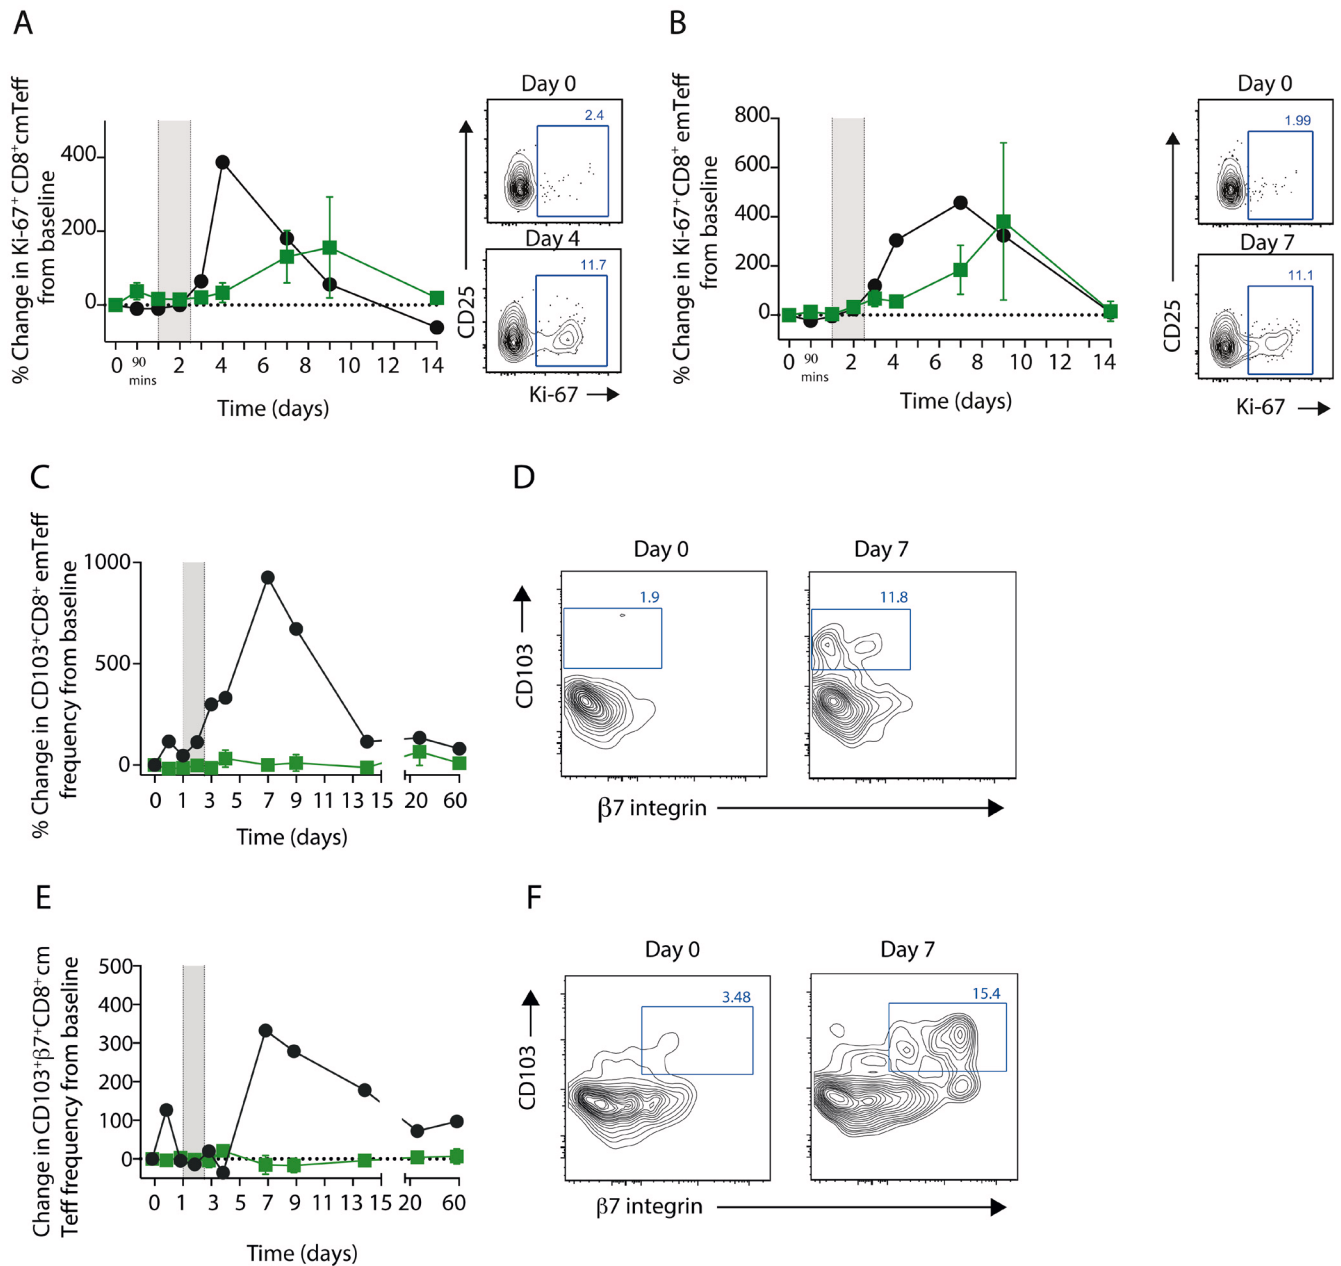 A
% Change in Ki-67⁺CD8⁺cmTeff
from baseline
400
200
0
0 90 2 4 6 8 10 12 14
mins
Time (days)
Day 0
2.4
Day 4
11.7
CD25
Ki-67
B
% Change in Ki-67⁺CD8⁺ emTeff
from baseline
800
600
400
200
0
0 90 2 4 6 8 10 12 14
mins
Time (days)
Day 0
1.99
Day 7
11.1
CD25
Ki-67
C
% Change in CD103⁺CD8⁺ emTeff
frequency from baseline
1000
500
0
0 1 3 5 7 9 11 13 15 20 60
Time (days)
D
Day 0 Day 7
1.9 11.8
CD103
β7 integrin
E
Change in CD103⁺β7⁺CD8⁺cm
Teff frequency from baseline
500
400
300
200
100
0
0 1 3 5 7 9 11 13 15 20 60
Time (days)
F
Day 0 Day 7
3.48 15.4
CD103
β7 integrin